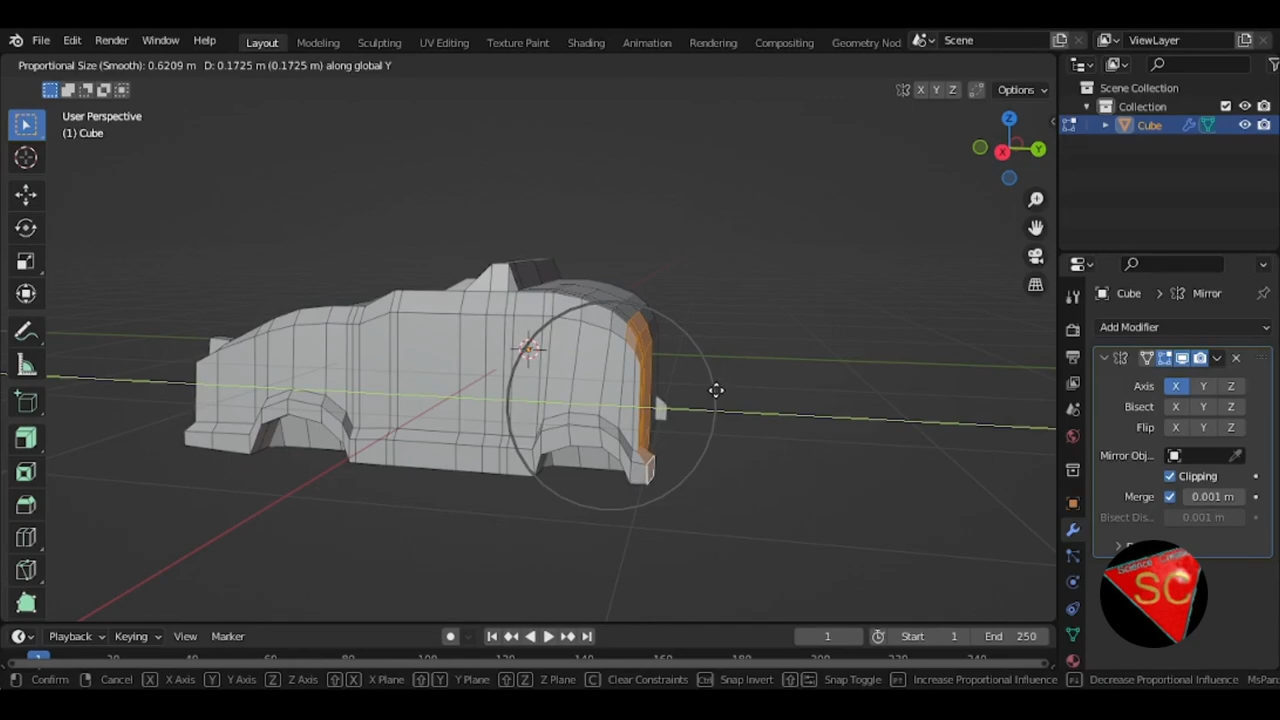 File Edit Render Window Help Layout Modeling Sculpting UV Editing Texture Paint Shading Animation Rendering Compositing Geometry Nod Scene ViewLayer
Proportional Size (Smooth): 0.6209 m D: 0.1725 m (0.1725 m) along global Y
X Y Z Options
User Perspective
(1) Cube
Scene Collection
Collection
Cube
Z
X Y
Cube > Mirror
Add Modifier
Axis X Y Z
Bisect X Y Z
Flip X Y Z
Mirror Obj...
Clipping
Merge 0.001 m
Bisect Dis... 0.001 m
SC
Playback Keying View Marker 1 Start 1 End 250
Confirm Cancel X X Axis Y Y Axis Z Z Axis X X Plane Y Y Plane Z Z Plane C Clear Constraints Ctrl Snap Invert Snap Toggle Increase Proportional Influence Decrease Proportional Influence MsPan